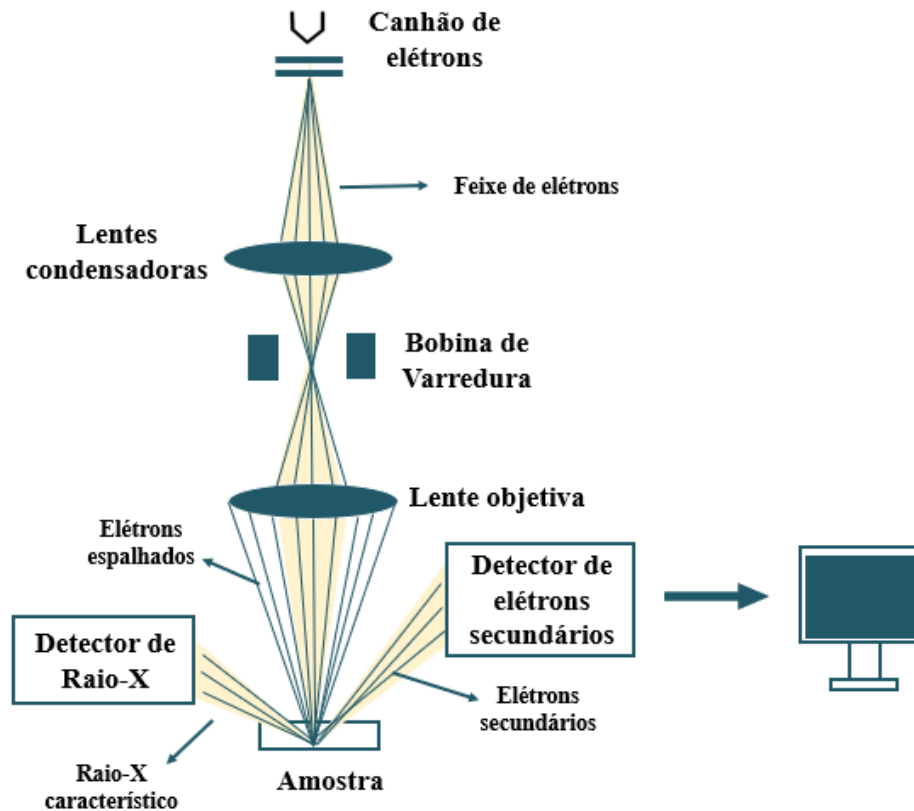 Canhão de
elétrons
Feixe de elétrons
Lentes
condensadoras
Bobina de
Varredura
Lente objetiva
Elétrons
espalhados
Detector de
elétrons
secundários
Detector de
Raio-X
Elétrons
secundários
Raio-X
característico
Amostra